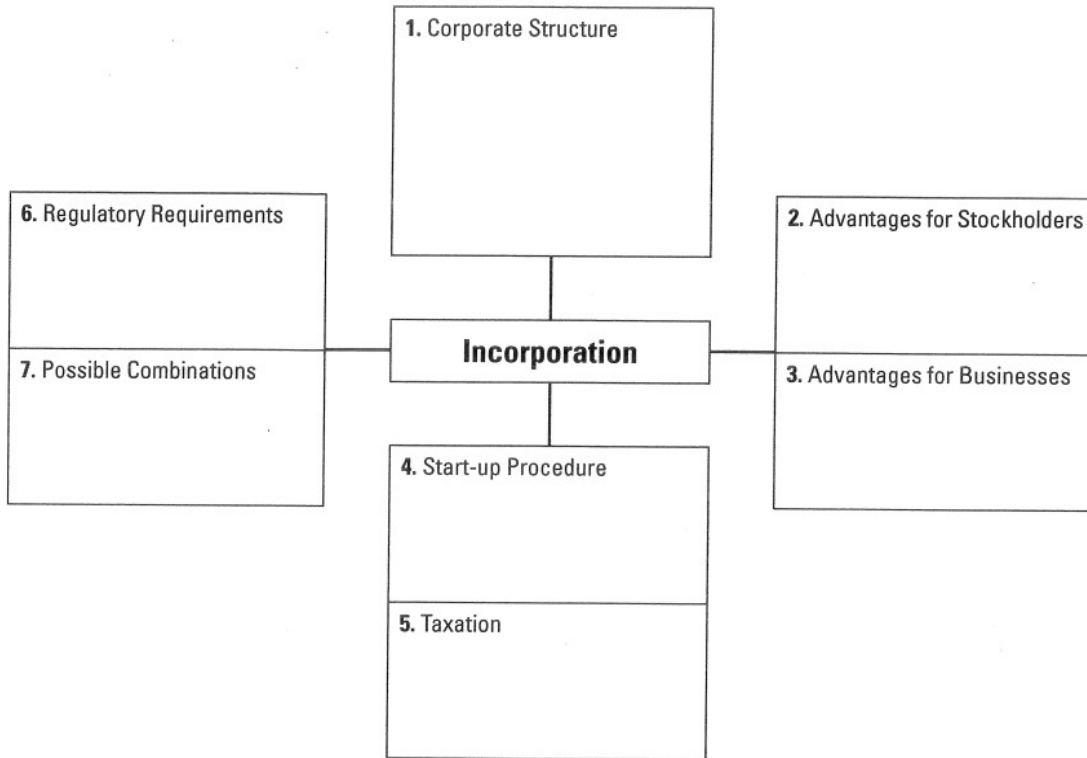 1. Corporate Structure
6. Regulatory Requirements
2. Advantages for Stockholders
Incorporation
7. Possible Combinations
3. Advantages for Businesses
4. Start-up Procedure
5. Taxation